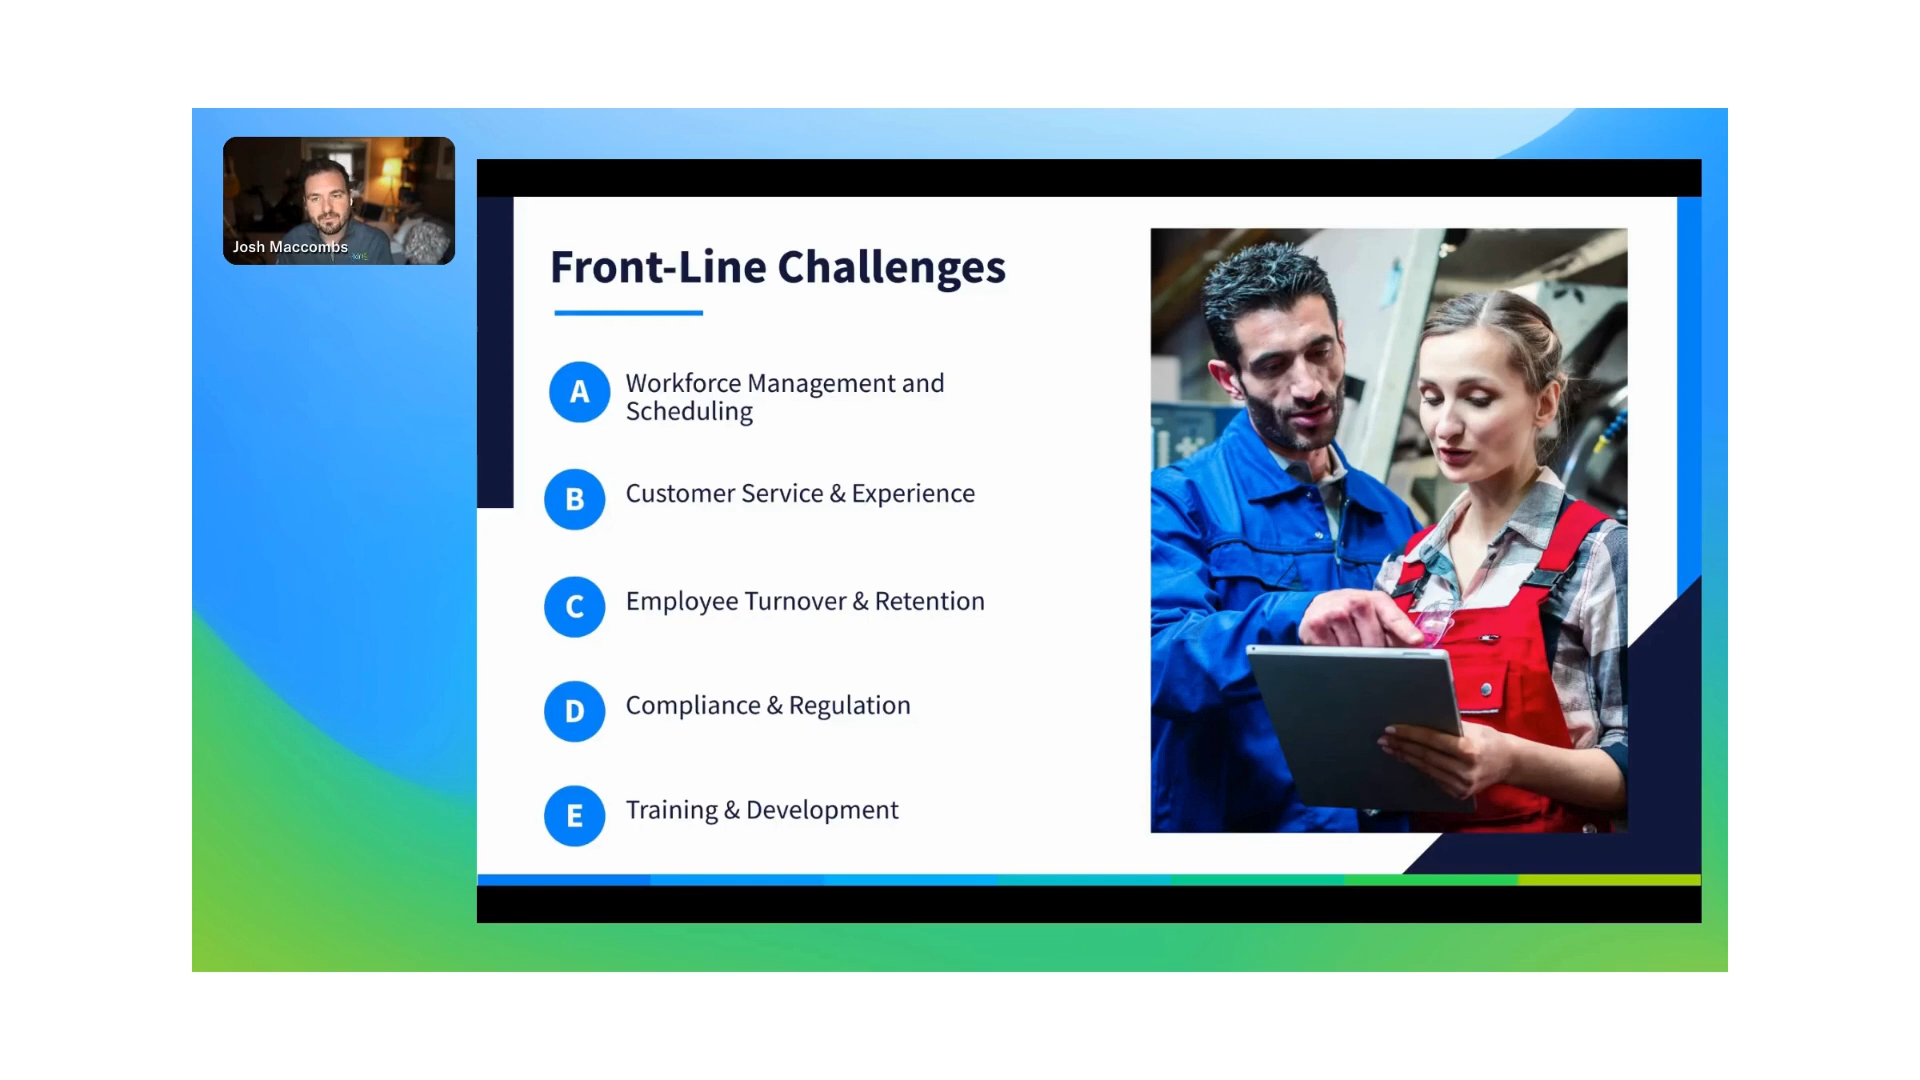 Josh Maccombs
Front-Line Challenges
A
Workforce Management and
Scheduling
B
Customer Service & Experience
C
Employee Turnover & Retention
D
Compliance & Regulation
E
Training & Development